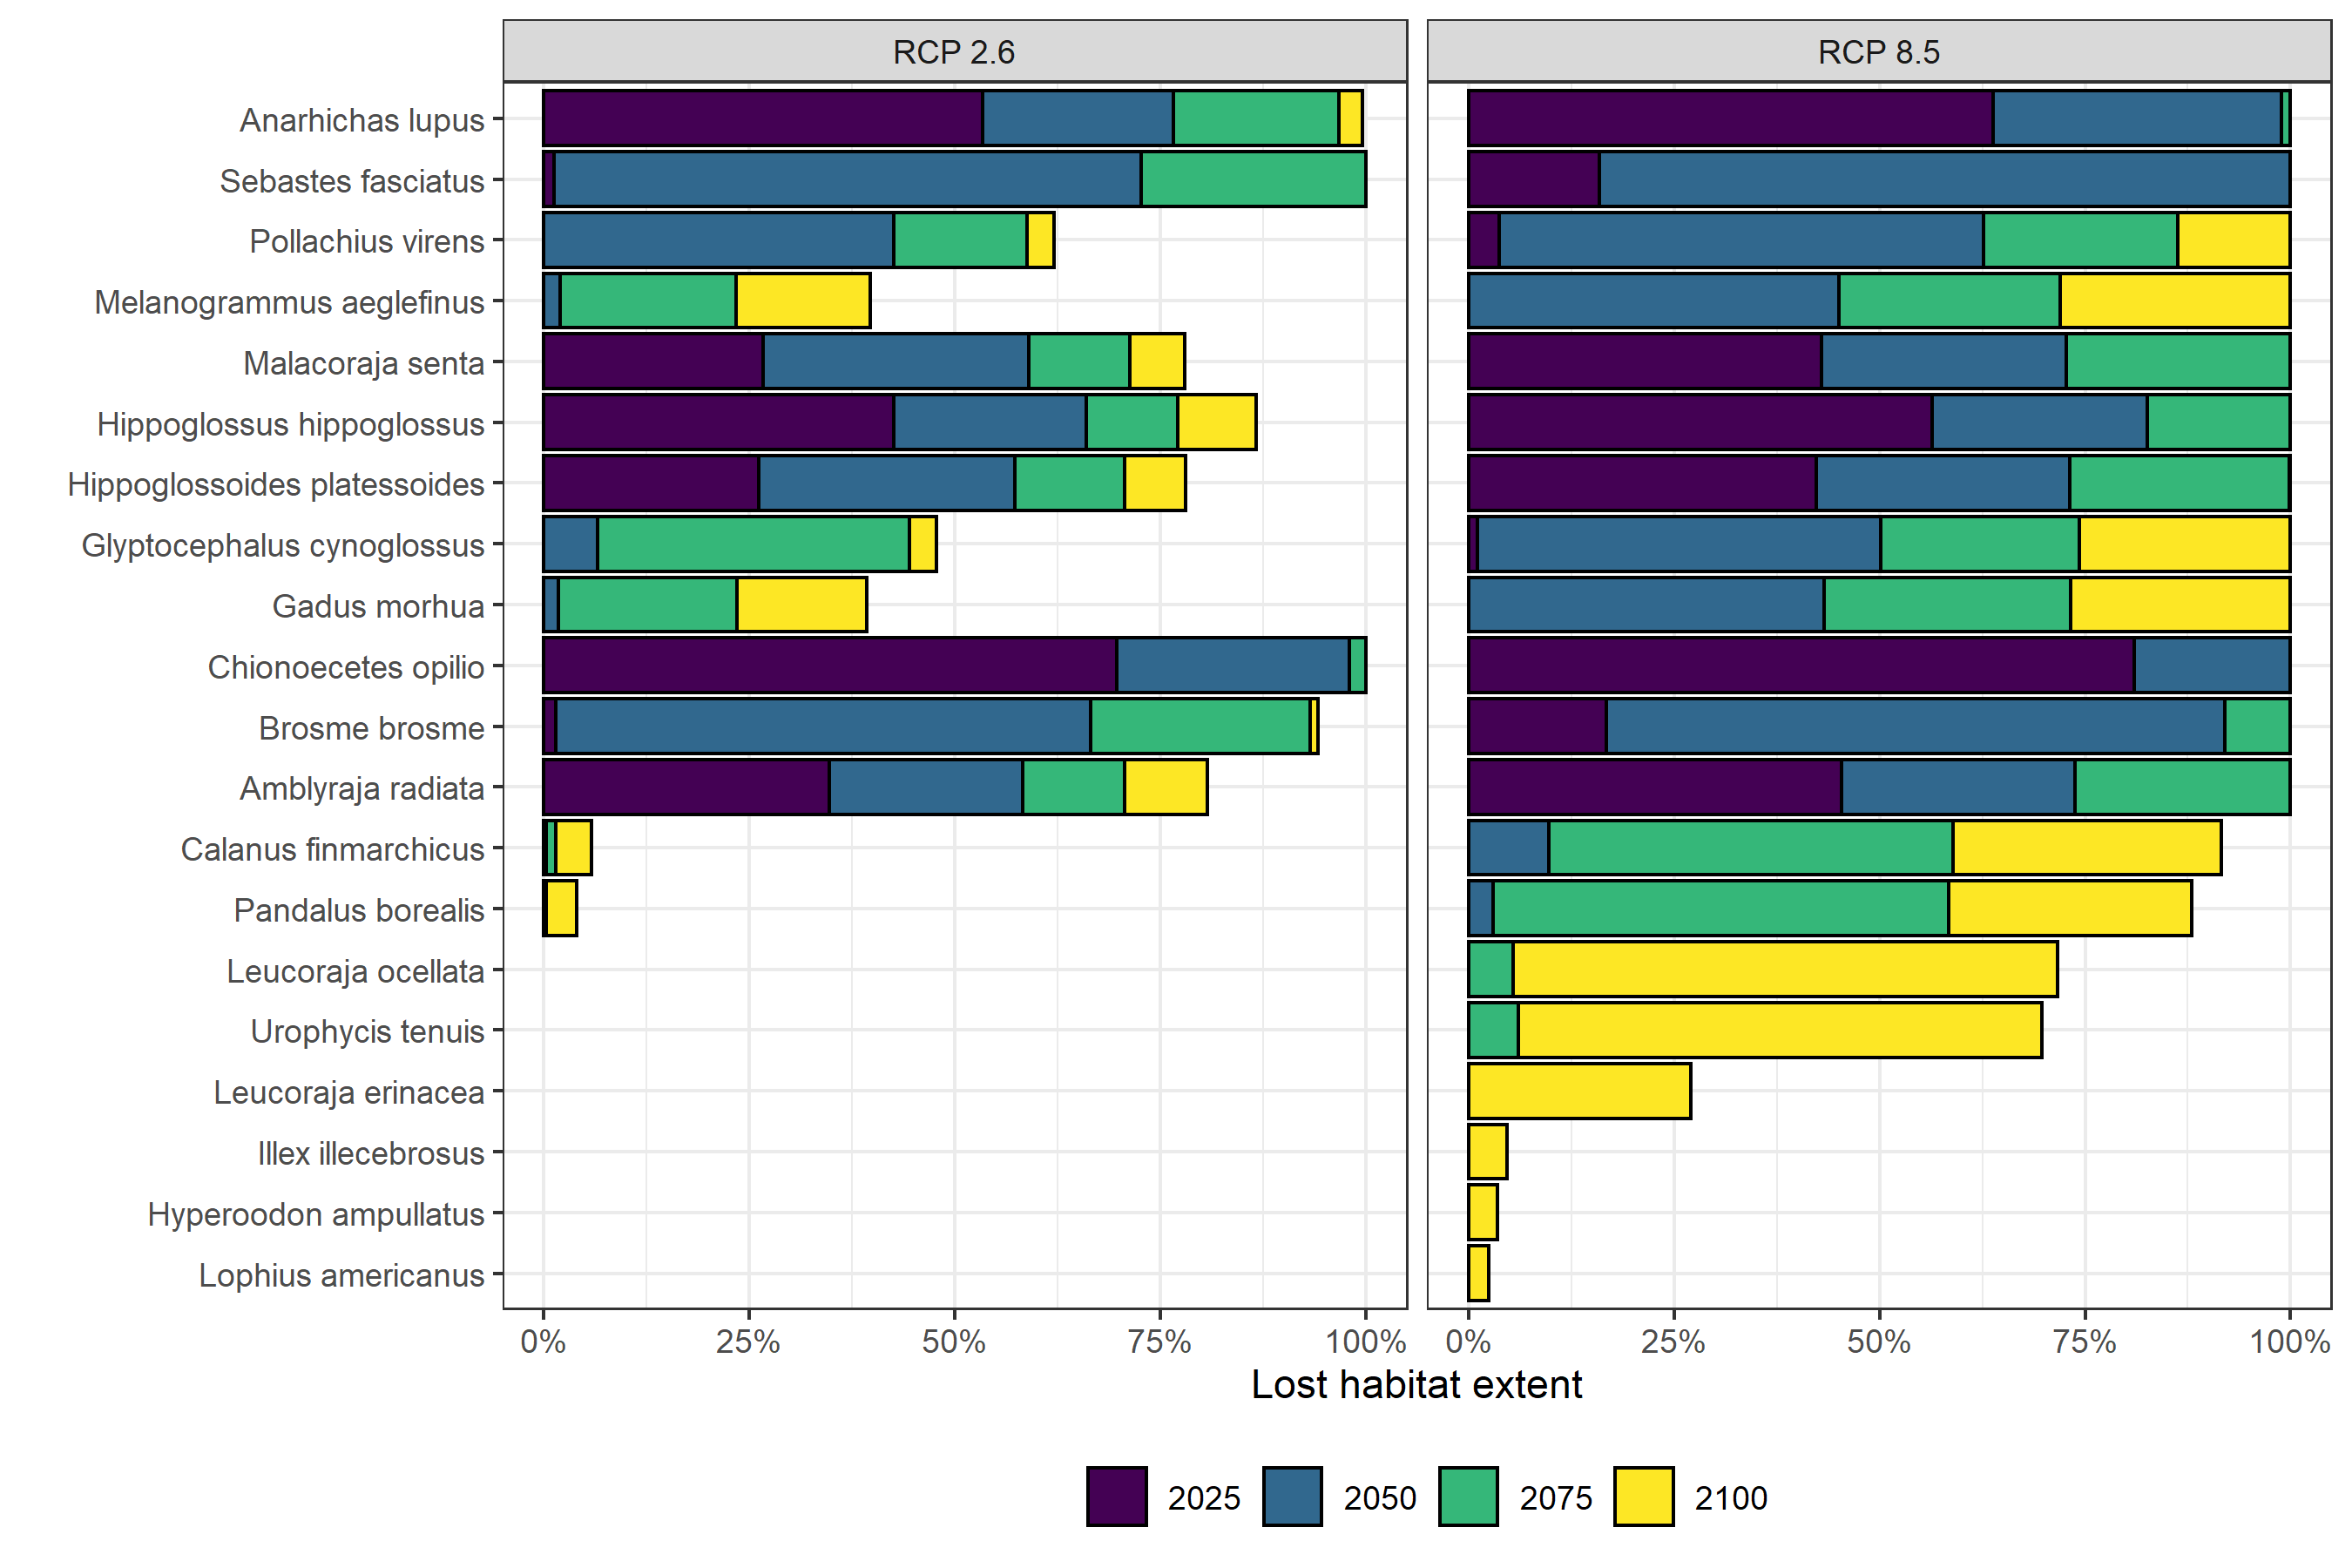 RCP 2.6
RCP 8.5
Anarhichas lupus
Sebastes fasciatus
Pollachius virens
Melanogrammus aeglefinus
Malacoraja senta
Hippoglossus hippoglossus
Hippoglossoides platessoides
Glyptocephalus cynoglossus
Gadus morhua
Chionoecetes opilio
Brosme brosme
Amblyraja radiata
Calanus finmarchicus
Pandalus borealis
Leucoraja ocellata
Urophycis tenuis
Leucoraja erinacea
Illex illecebrosus
Hyperoodon ampullatus
Lophius americanus
0% 25% 50% 75% 100%
0% 25% 50% 75% 100%
Lost habitat extent
2025 2050 2075 2100